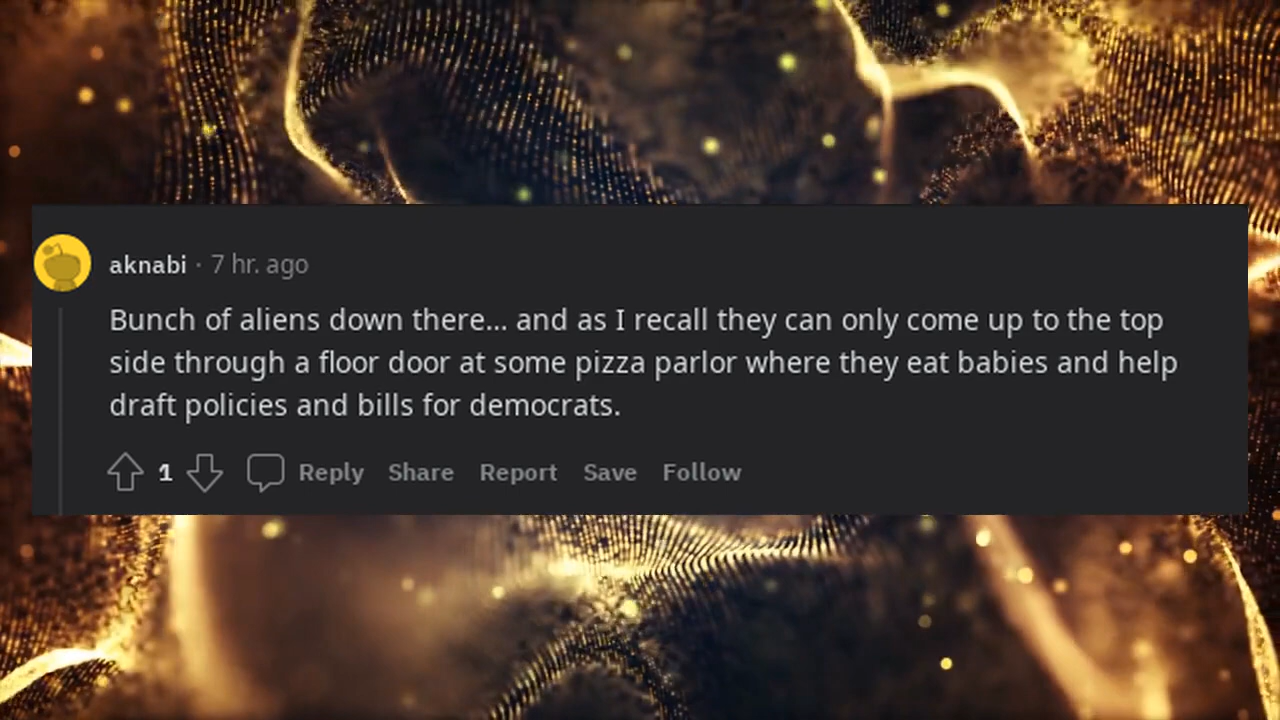 aknabi · 7 hr. ago
Bunch of aliens down there... and as I recall they can only come up to the top
side through a floor door at some pizza parlor where they eat babies and help
draft policies and bills for democrats.
1 Reply Share Report Save Follow